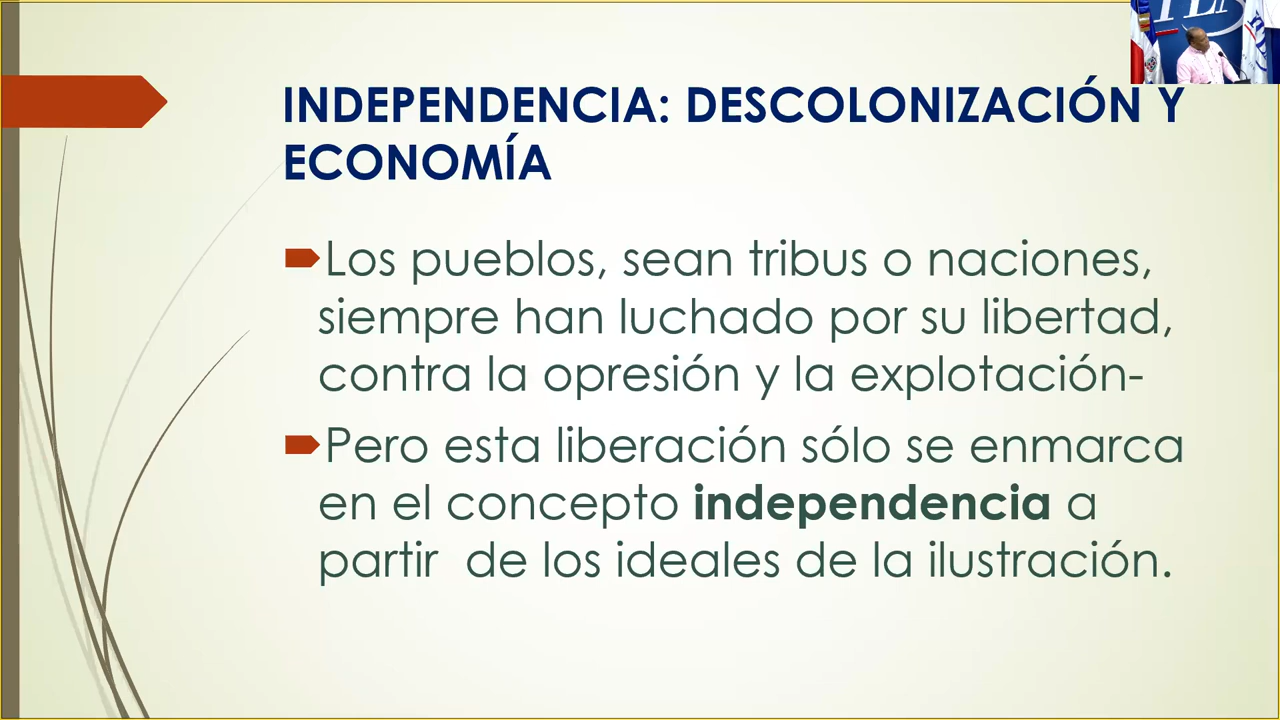 INDEPENDENCIA: DESCOLONIZACIÓN Y
ECONOMÍA
Los pueblos, sean tribus o naciones,
siempre han luchado por su libertad,
contra la opresión y la explotación-
Pero esta liberación sólo se enmarca
en el concepto independencia a
partir  de los ideales de la ilustración.